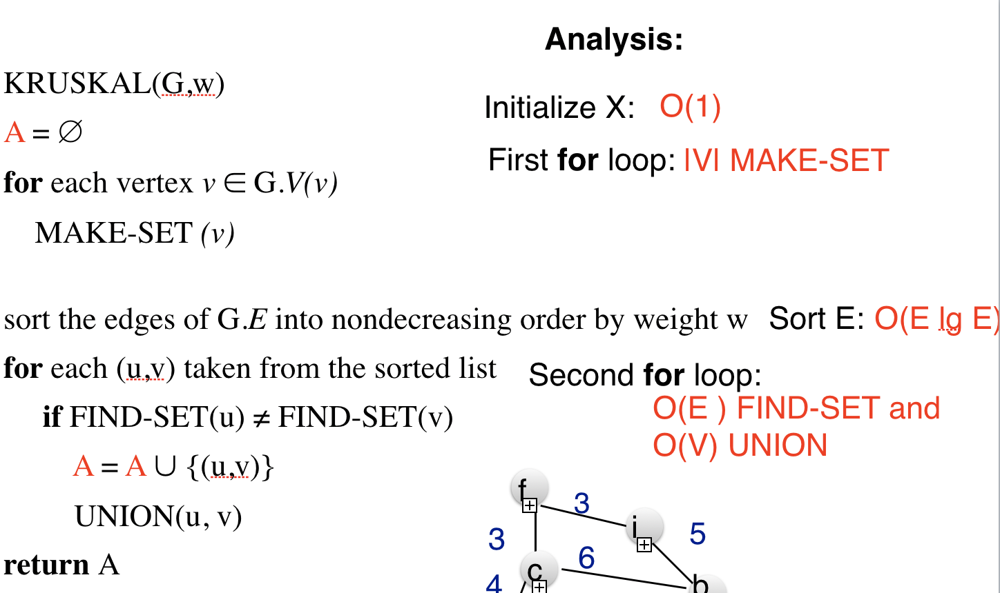 Analysis:
KRUSKAL(G,w)
Initialize X: O(1)
A = ∅
First for loop: |V| MAKE-SET
for each vertex v ∈ G.V(v)
MAKE-SET (v)
sort the edges of G.E into nondecreasing order by weight w Sort E: O(E lg E)
for each (u,v) taken from the sorted list
Second for loop:
O(E ) FIND-SET and
if FIND-SET(u) ≠ FIND-SET(v)
O(V) UNION
A = A ∪ {(u,v)}
UNION(u, v)
return A
f
3
i
5
3
6
c
4
b